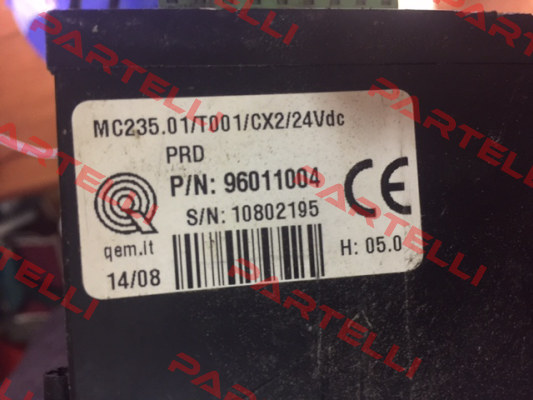 PARTELLI
PARTELLI
PARTELLI
MC235.01/T001/CX2/24Vdc
PRD
P/N: 96011004
S/N: 10802195
CE
qem.it
14/08
H: 05.0
PARTELLI
PARTELLI
PARTELLI